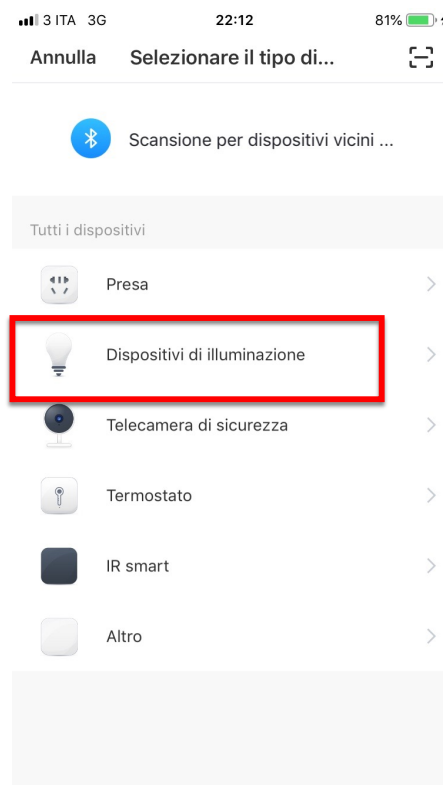 3 ITA 3G 22:12 81%
Annulla Selezionare il tipo di...
Scansione per dispositivi vicini ...
Tutti i dispositivi
Presa
Dispositivi di illuminazione
Telecamera di sicurezza
Termostato
IR smart
Altro